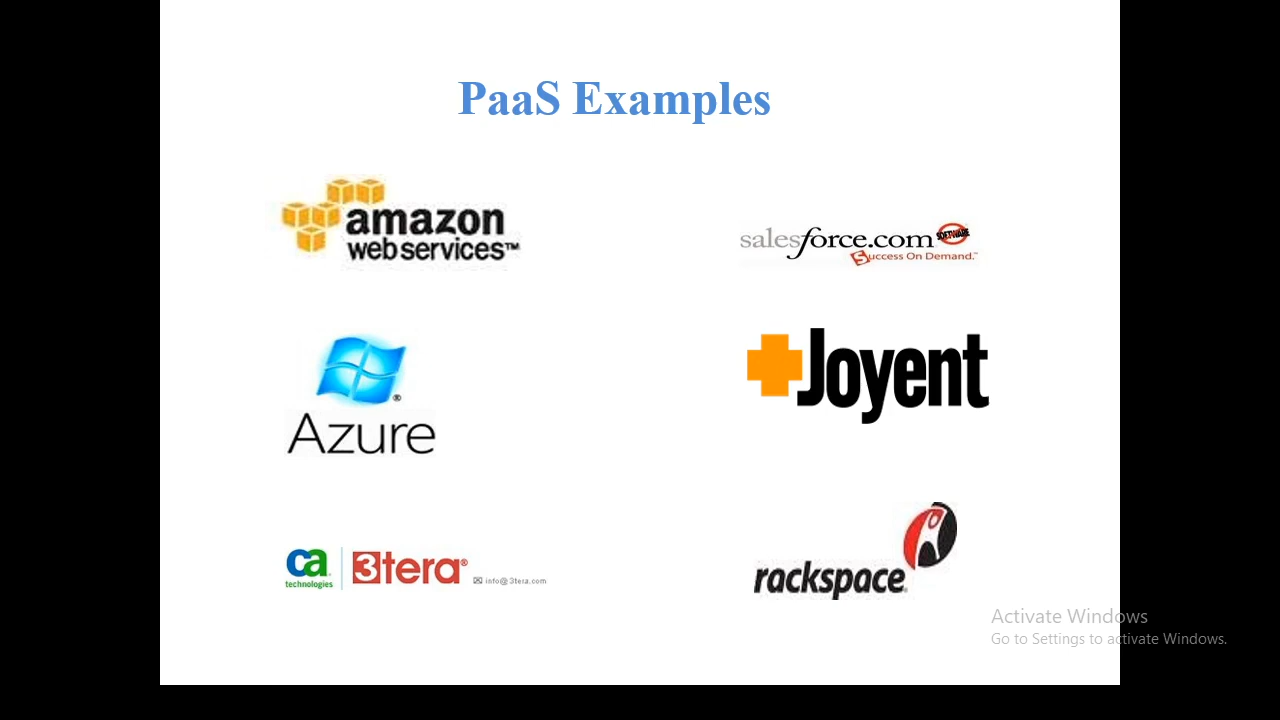 PaaS Examples
amazon
webservices™
salesforce.com SOFTWARE
Success On Demand.™
Azure®
Joyent
ca
technologies
3tera®
info@3tera.com
rackspace®
Activate Windows
Go to Settings to activate Windows.